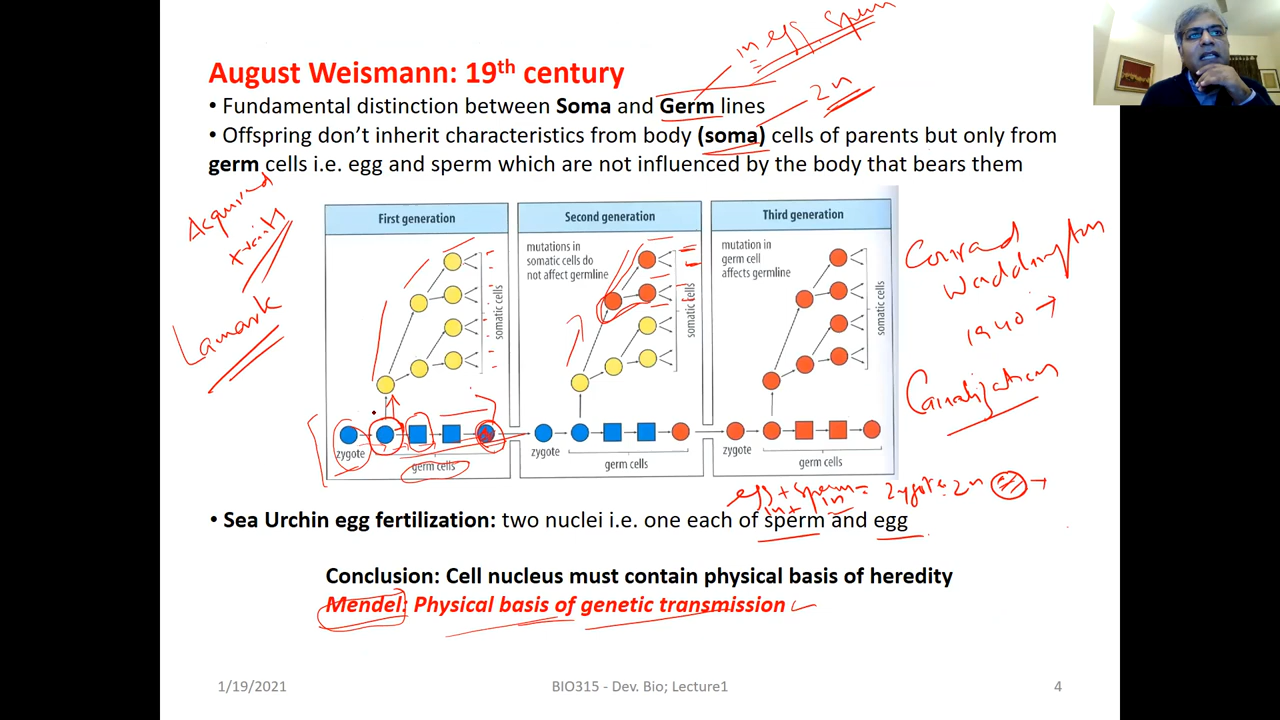 in egg, sperm
August Weismann: 19th century
2n
• Fundamental distinction between Soma and Germ lines
• Offspring don't inherit characteristics from body (soma) cells of parents but only from
germ cells i.e. egg and sperm which are not influenced by the body that bears them
Acquired
traits
Lamark
First generation
somatic cells
zygote
germ cells
Second generation
mutations in
somatic cells do
not affect germline
somatic cells
zygote
germ cells
Third generation
mutation in
germ cell
affects germline
somatic cells
zygote
germ cells
Conrad
Waddington
1940 →
Canalization
egg + sperm = zygote = 2n
1n + 1n
• Sea Urchin egg fertilization: two nuclei i.e. one each of sperm and egg
Conclusion: Cell nucleus must contain physical basis of heredity
Mendel: Physical basis of genetic transmission
1/19/2021
BIO315 - Dev. Bio; Lecture1
4